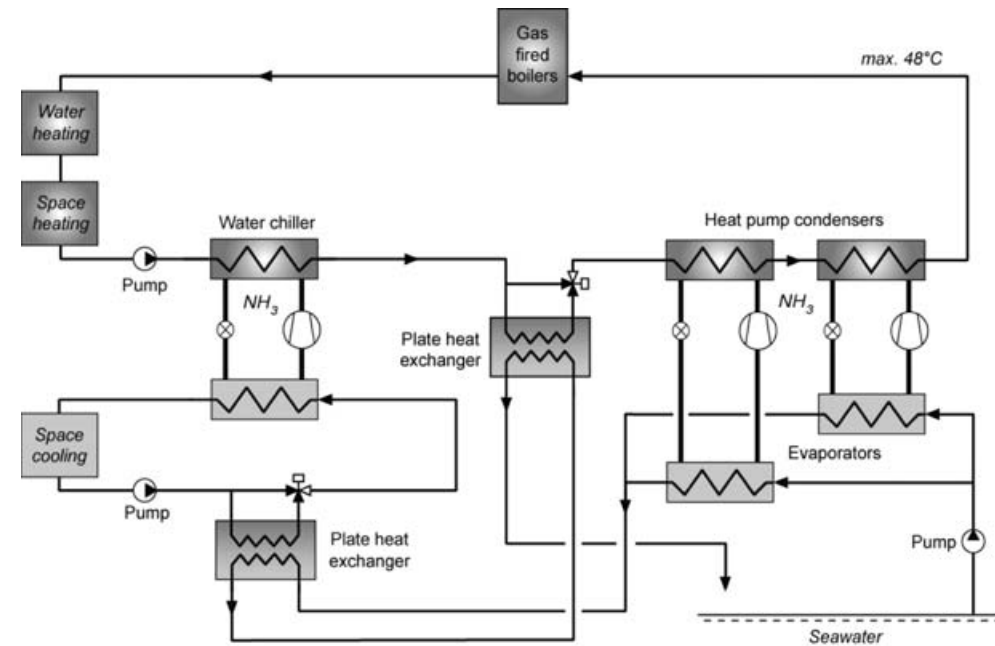 Gas
fired
boilers
max. 48°C
Water
heating
Space
heating
Pump
Water chiller
NH3
Heat pump condensers
NH3
Plate heat
exchanger
Space
cooling
Pump
Evaporators
Plate heat
exchanger
Pump
Seawater